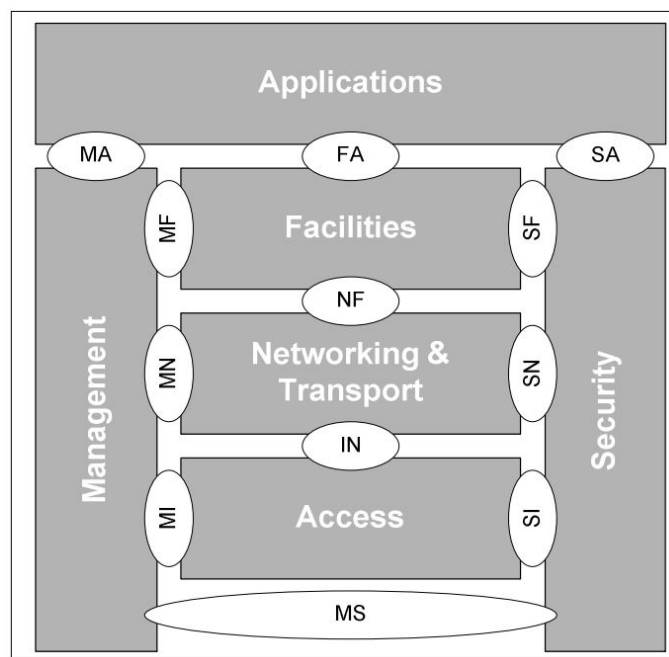 Applications
MA
FA
SA
MF
Facilities
SF
NF
Management
MN
Networking &
Transport
SN
Security
IN
MI
Access
SI
MS